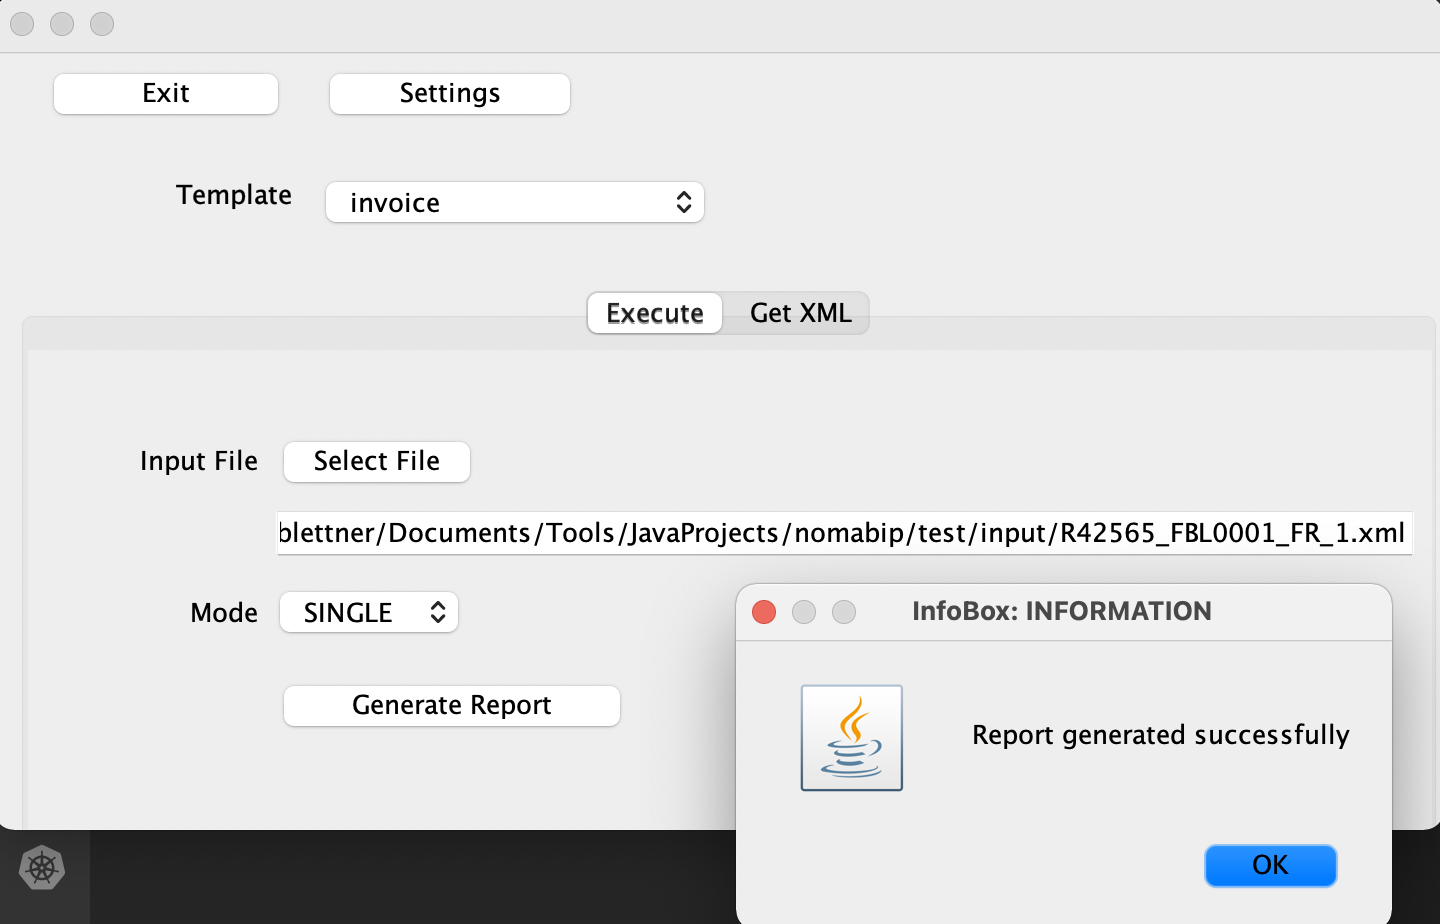 Exit
Settings
Template
invoice
Execute
Get XML
Input File
Select File
blettner/Documents/Tools/JavaProjects/nomabip/test/input/R42565_FBL0001_FR_1.xml
Mode
SINGLE
Generate Report
InfoBox: INFORMATION
Report generated successfully
OK